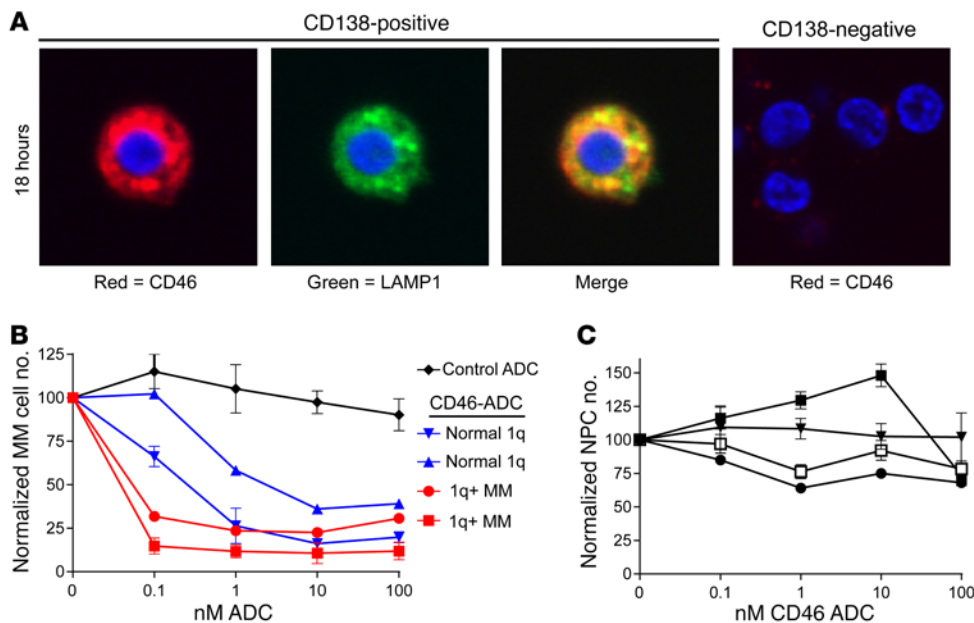 A
CD138-positive
CD138-negative
18 hours
Red = CD46
Green = LAMP1
Merge
Red = CD46
B
Normalized MM cell no.
125
100
75
50
25
0
0
0.1
1
10
100
nM ADC
Control ADC
CD46-ADC
Normal 1q
Normal 1q
1q+ MM
1q+ MM
C
Normalized NPC no.
150
125
100
75
50
25
0
0
0.1
1
10
100
nM CD46 ADC